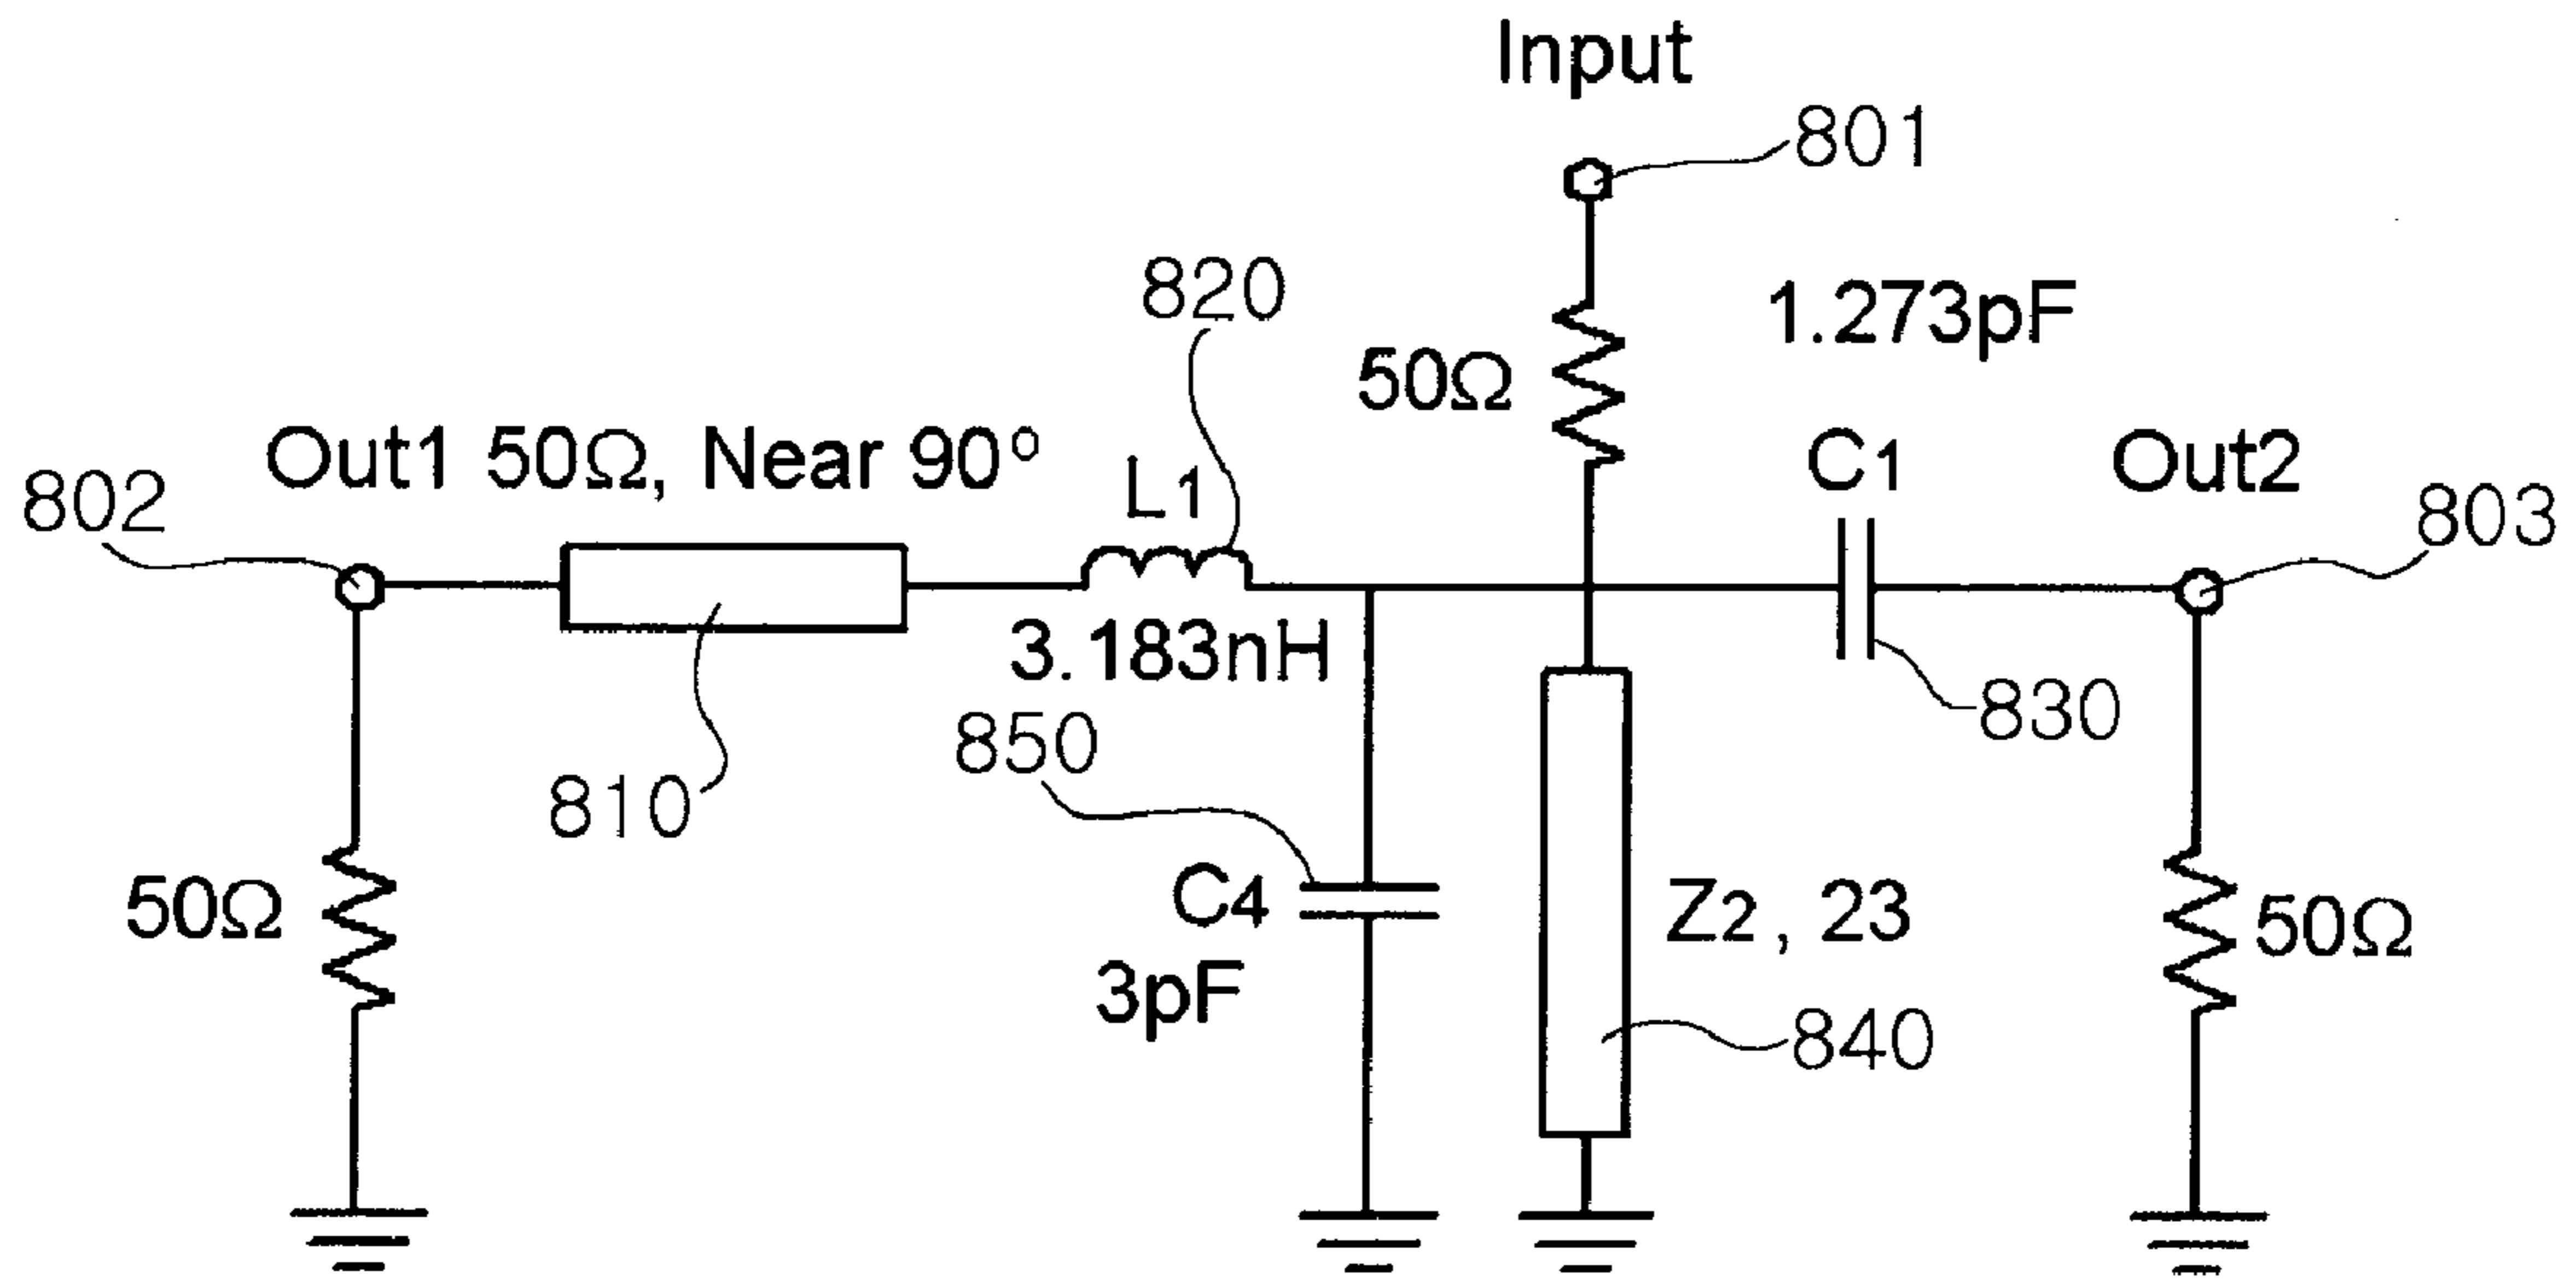 Input
801
1.273pF
50Ω
820
Out1 50Ω, Near 90°
L1
C1
Out2
802
803
3.183nH
810
850
830
C4
3pF
50Ω
Z2, 23
840
50Ω